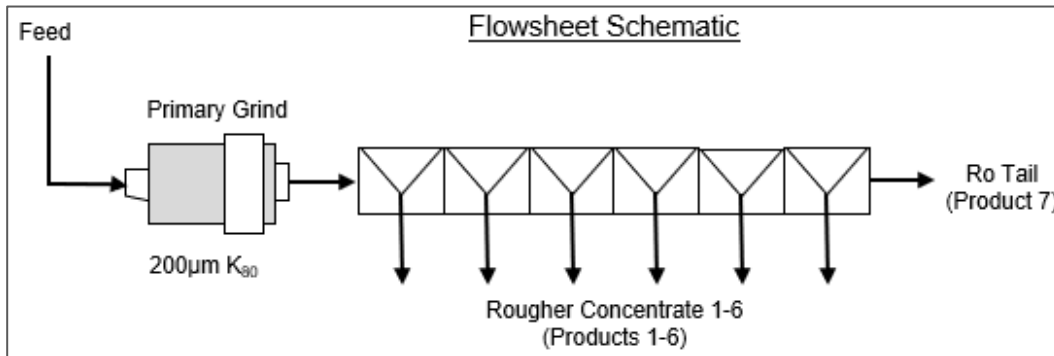 Flowsheet Schematic
Feed
Primary Grind
200µm K₈₀
Rougher Concentrate 1-6
(Products 1-6)
Ro Tail
(Product 7)